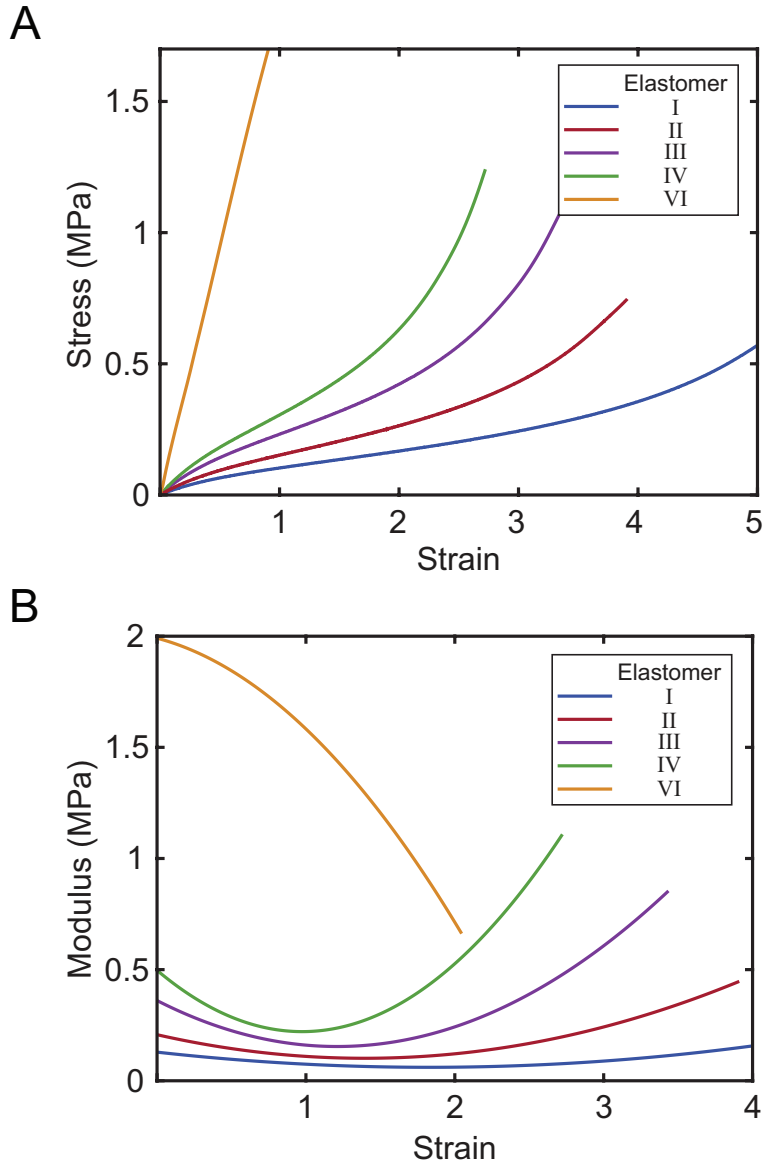 A
Stress (MPa)
1.5
1
0.5
0
Elastomer
I
II
III
IV
VI
1 2 3 4 5
Strain
B
Modulus (MPa)
2
1.5
1
0.5
0
Elastomer
I
II
III
IV
VI
1 2 3 4
Strain